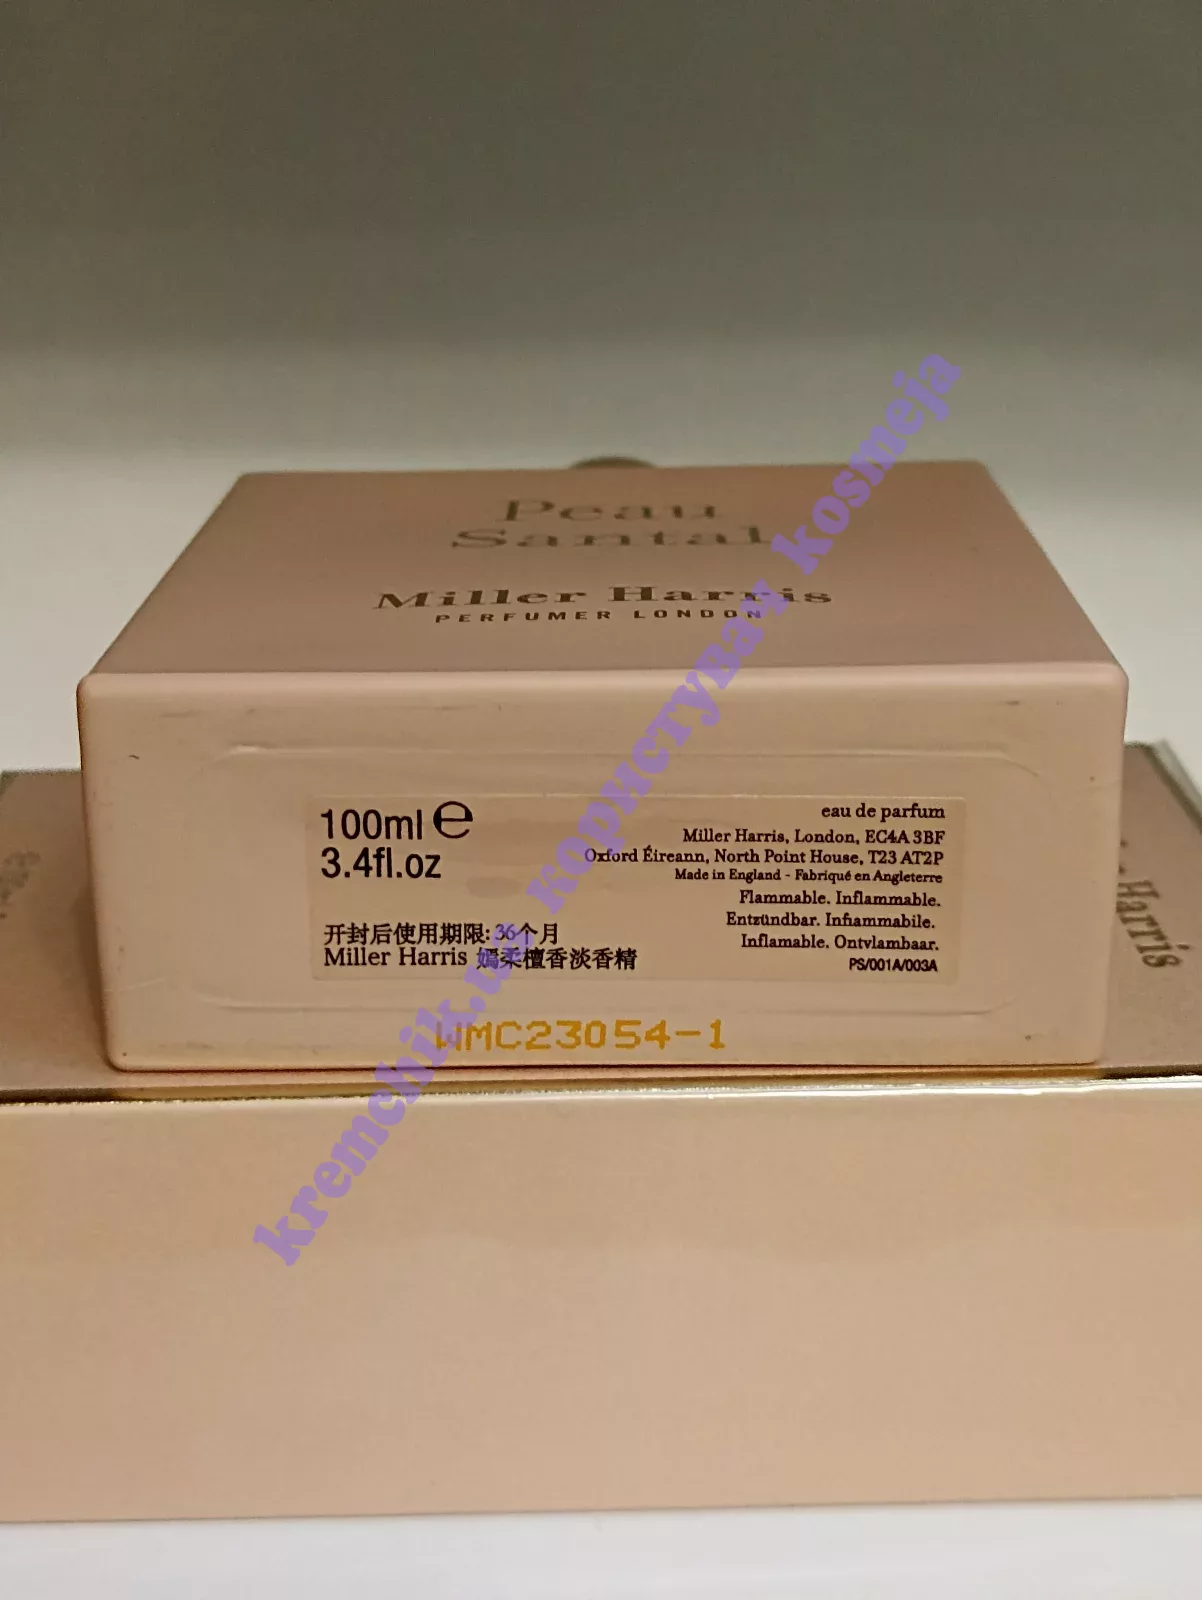 Peau
Santal
Miller Harris
PERFUMER LONDON
100ml e
3.4fl.oz
开封后使用期限: 36个月
Miller Harris 嫣柔檀香淡香精
eau de parfum
Miller Harris, London, EC4A 3BF
Oxford Éireann, North Point House, T23 AT2P
Made in England - Fabriqué en Angleterre
Flammable. Inflammable.
Entzündbar. Infiammabile.
Inflamable. Ontvlambaar.
PS/001A/003A
WMC23054-1
Harris
kremchik.ua користувач kosmeja